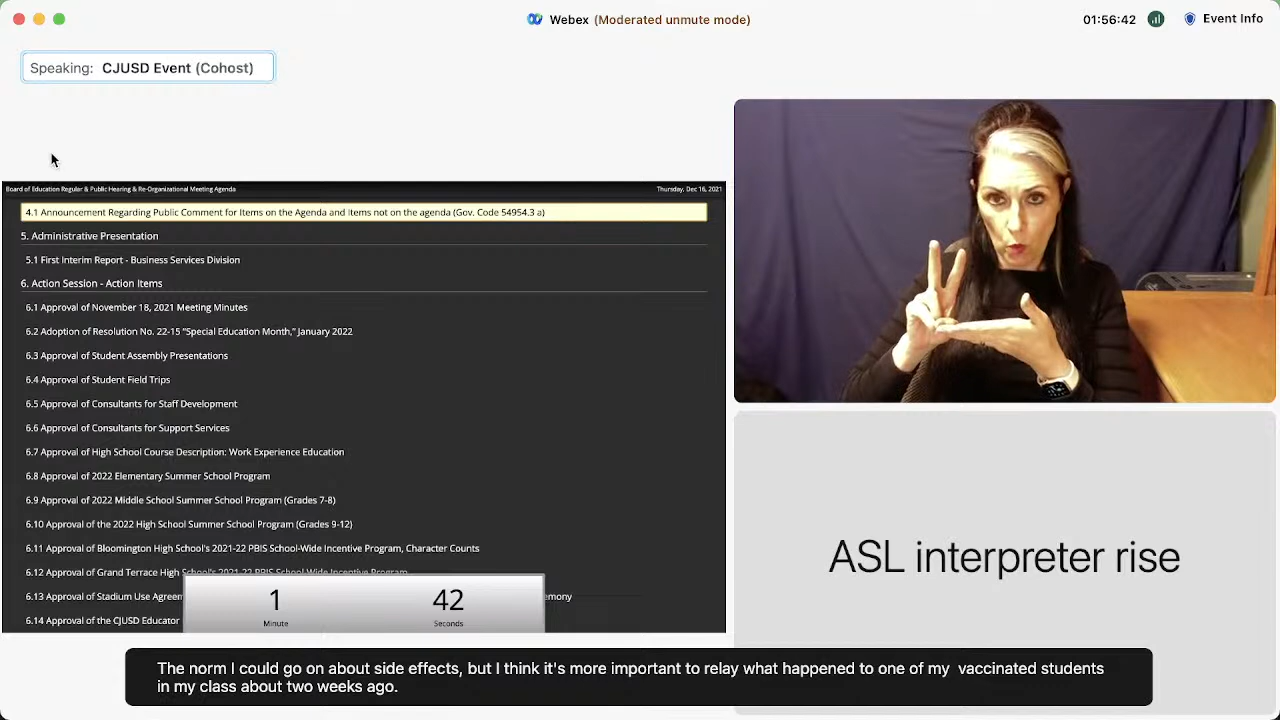 Webex (Moderated unmute mode)
01:56:42
Event Info
Speaking: CJUSD Event (Cohost)
Board of Education Regular & Public Hearing & Re-Organizational Meeting Agenda
Thursday, Dec 16, 2021
4.1 Announcement Regarding Public Comment for Items on the Agenda and Items not on the agenda (Gov. Code 54954.3 a)
5. Administrative Presentation
5.1 First Interim Report - Business Services Division
6. Action Session - Action Items
6.1 Approval of November 18, 2021 Meeting Minutes
6.2 Adoption of Resolution No. 22-15 "Special Education Month," January 2022
6.3 Approval of Student Assembly Presentations
6.4 Approval of Student Field Trips
6.5 Approval of Consultants for Staff Development
6.6 Approval of Consultants for Support Services
6.7 Approval of High School Course Description: Work Experience Education
6.8 Approval of 2022 Elementary Summer School Program
6.9 Approval of 2022 Middle School Summer School Program (Grades 7-8)
6.10 Approval of the 2022 High School Summer School Program (Grades 9-12)
6.11 Approval of Bloomington High School's 2021-22 PBIS School-Wide Incentive Program, Character Counts
6.12 Approval of Grand Terrace High School's 2021-22 PBIS School-Wide Incentive Program
6.13 Approval of Stadium Use Agreem
emony
6.14 Approval of the CJUSD Educator
1 42
Minute Seconds
ASL interpreter rise
The norm I could go on about side effects, but I think it's more important to relay what happened to one of my vaccinated students
in my class about two weeks ago.